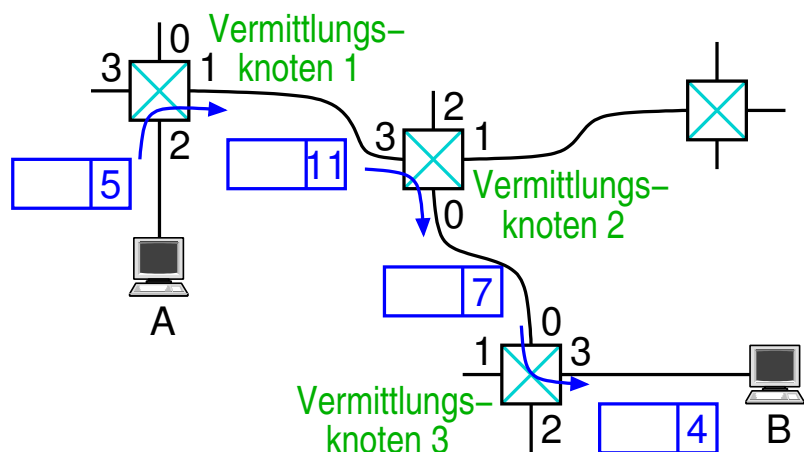 0
Vermittlungs–
knoten 1
3
1
2
5
11
2
3
1
0
Vermittlungs–
knoten 2
A
7
0
1
3
Vermittlungs–
knoten 3
2
4
B